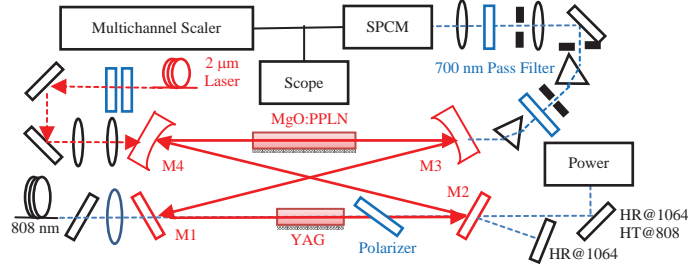 Multichannel Scaler
SPCM
2 μm
Laser
Scope
700 nm Pass Filter
MgO:PPLN
M4
M3
Power
M2
808 nm
M1
YAG
Polarizer
HR@1064
HT@808
HR@1064